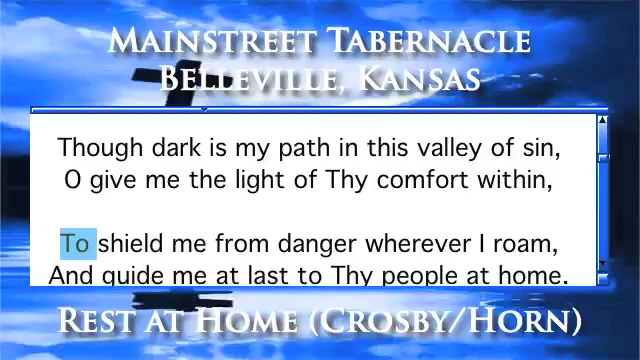 MAINSTREET TABERNACLE
BELLEVILLE, KANSAS
Though dark is my path in this valley of sin,
O give me the light of Thy comfort within,
To shield me from danger wherever I roam,
And guide me at last to Thy people at home.
REST AT HOME (CROSBY/HORN)